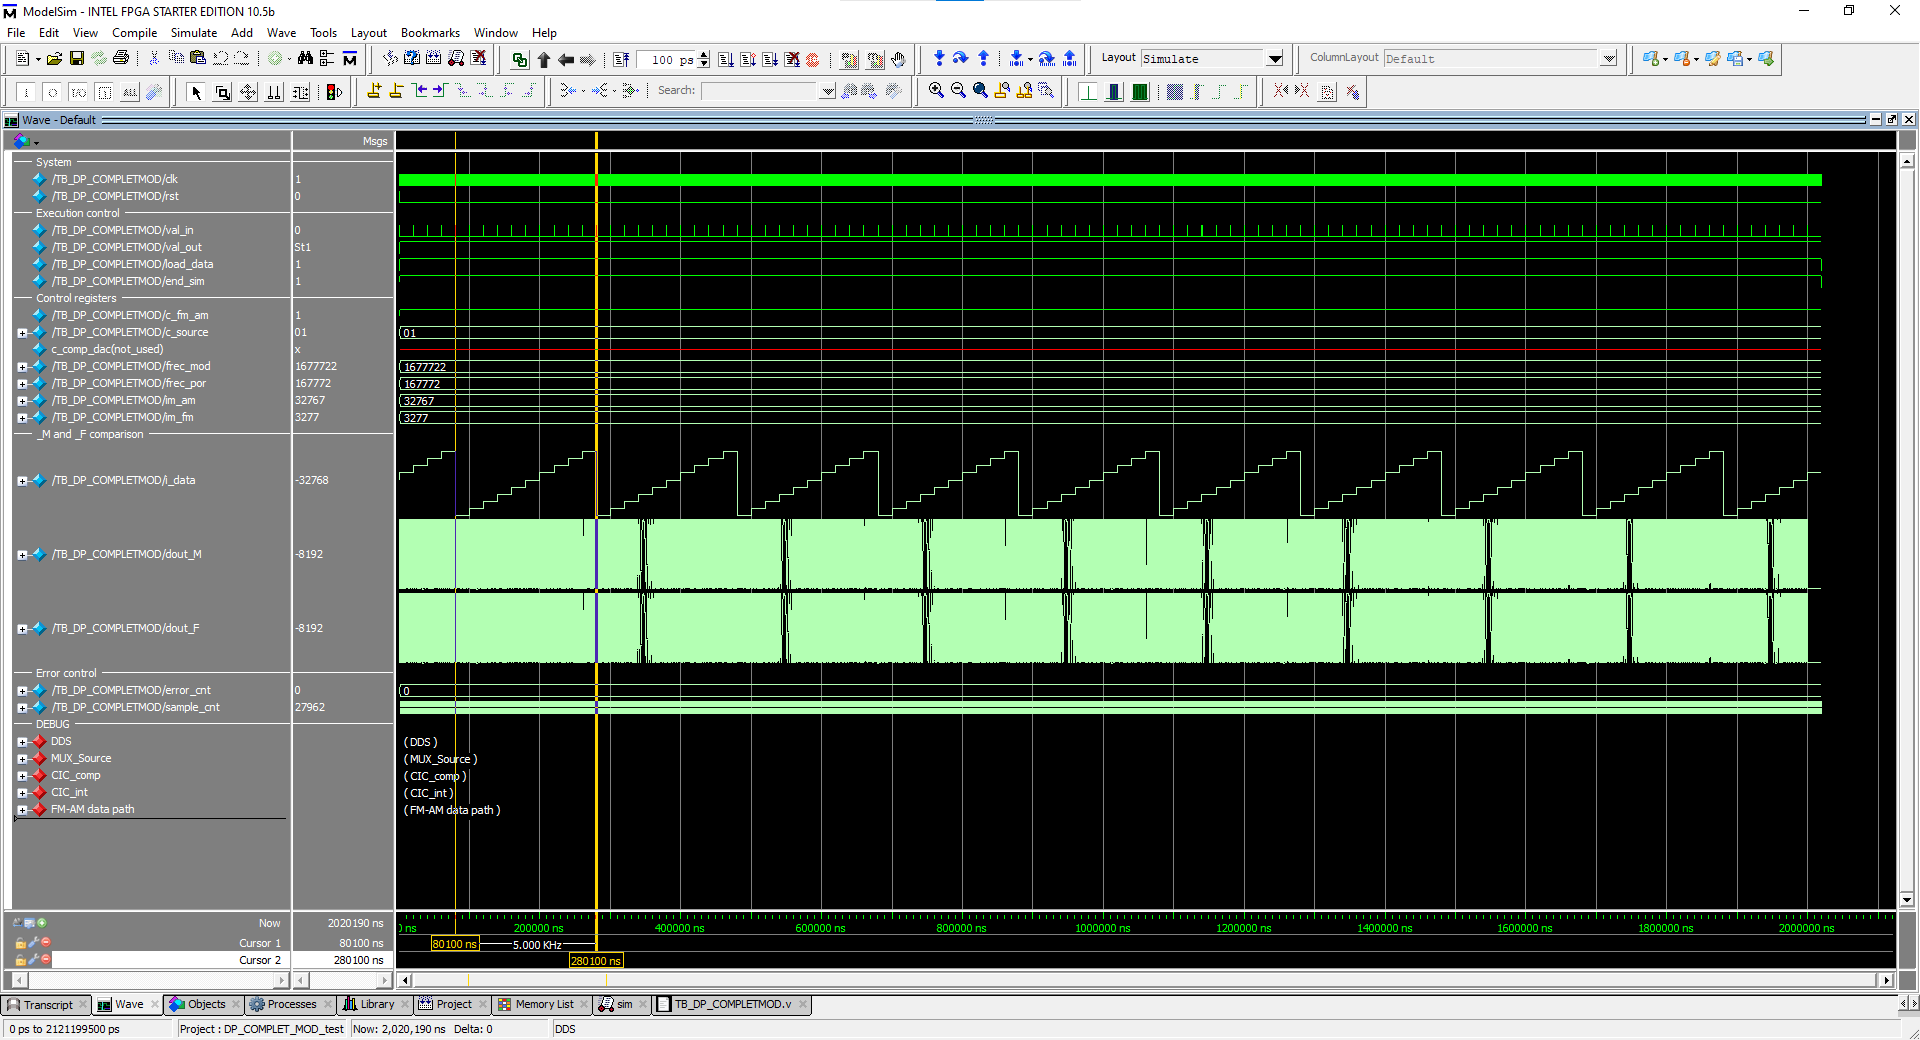 ModelSim - INTEL FPGA STARTER EDITION 10.5b
File Edit View Compile Simulate Add Wave Tools Layout Bookmarks Window Help
100 ps Layout Simulate ColumnLayout Default
ALL Search:
Wave - Default
Msgs
System
/TB_DP_COMPLETMOD/clk 1
/TB_DP_COMPLETMOD/rst 0
Execution control
/TB_DP_COMPLETMOD/val_in 0
/TB_DP_COMPLETMOD/val_out St1
/TB_DP_COMPLETMOD/load_data 1
/TB_DP_COMPLETMOD/end_sim 1
Control registers
/TB_DP_COMPLETMOD/c_fm_am 1
/TB_DP_COMPLETMOD/c_source 01 01
c_comp_dac(not_used) x
/TB_DP_COMPLETMOD/frec_mod 1677722 1677722
/TB_DP_COMPLETMOD/frec_por 167772 167772
/TB_DP_COMPLETMOD/im_am 32767 32767
/TB_DP_COMPLETMOD/im_fm 3277 3277
_M and _F comparison
/TB_DP_COMPLETMOD/i_data -32768
/TB_DP_COMPLETMOD/dout_M -8192
/TB_DP_COMPLETMOD/dout_F -8192
Error control
/TB_DP_COMPLETMOD/error_cnt 0 0
/TB_DP_COMPLETMOD/sample_cnt 27962
DEBUG
DDS ( DDS )
MUX_Source ( MUX_Source )
CIC_comp ( CIC_comp )
CIC_int ( CIC_int )
FM-AM data path ( FM-AM data path )
Now 2020190 ns ns 200000 ns 400000 ns 600000 ns 800000 ns 1000000 ns 1200000 ns 1400000 ns 1600000 ns 1800000 ns 2000000 ns
Cursor 1 80100 ns 80100 ns 5.000 KHz
Cursor 2 280100 ns 280100 ns
Transcript Wave Objects Processes Library Project Memory List sim TB_DP_COMPLETMOD.v
0 ps to 2121199500 ps Project : DP_COMPLET_MOD_test Now: 2,020,190 ns Delta: 0 DDS